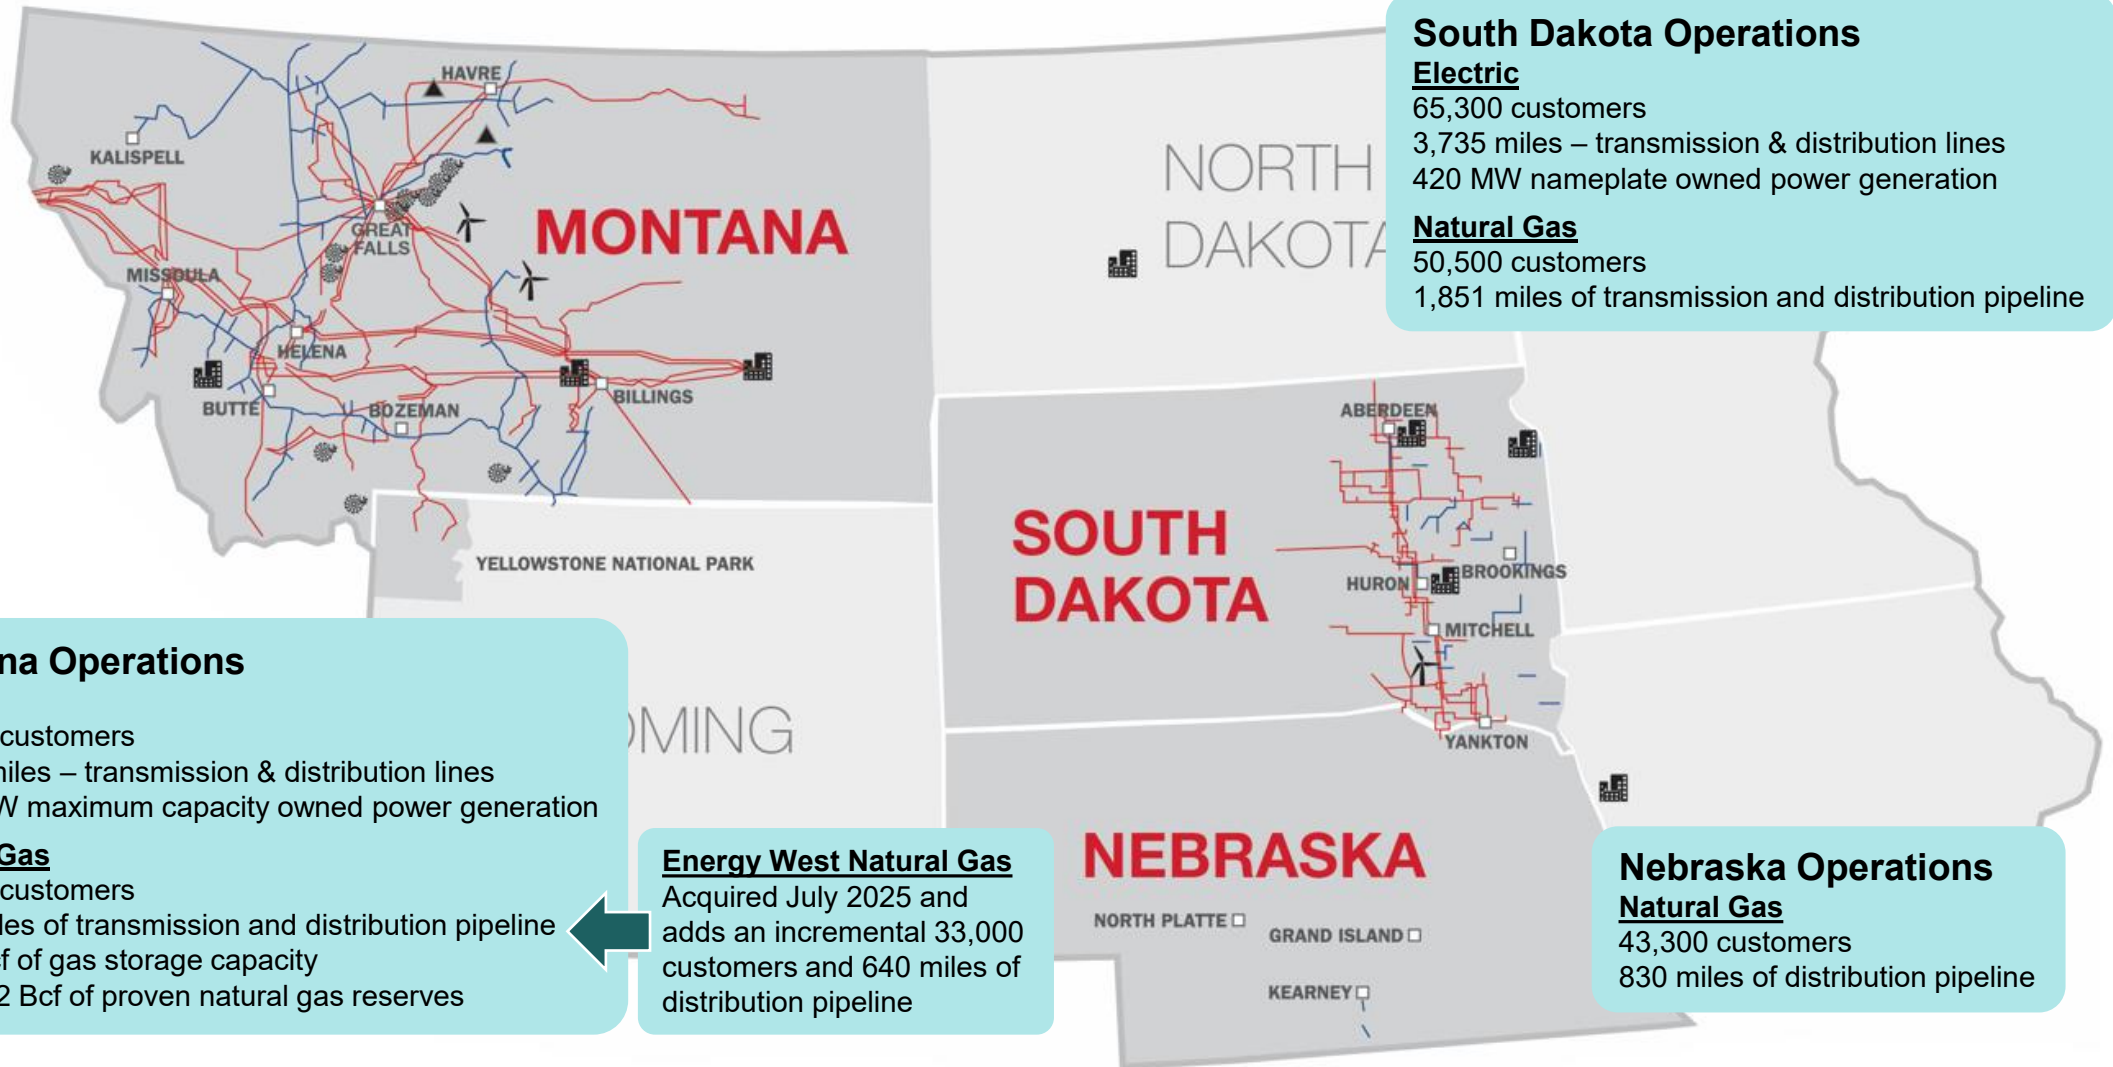 South Dakota Operations
Electric
65,300 customers
3,735 miles – transmission & distribution lines
420 MW nameplate owned power generation
Natural Gas
50,500 customers
1,851 miles of transmission and distribution pipeline
HAVRE
KALISPELL
GREAT
FALLS
MONTANA
MISSOULA
HELENA
BUTTE
BOZEMAN
BILLINGS
NORTH
DAKOTA
YELLOWSTONE NATIONAL PARK
ABERDEEN
SOUTH
DAKOTA
HURON
BROOKINGS
MITCHELL
YANKTON
Operations
customers
– transmission & distribution lines
maximum capacity owned power generation
Gas
customers
of transmission and distribution pipeline
of gas storage capacity
Bcf of proven natural gas reserves
Energy West Natural Gas
Acquired July 2025 and
adds an incremental 33,000
customers and 640 miles of
distribution pipeline
NEBRASKA
NORTH PLATTE
GRAND ISLAND
KEARNEY
Nebraska Operations
Natural Gas
43,300 customers
830 miles of distribution pipeline